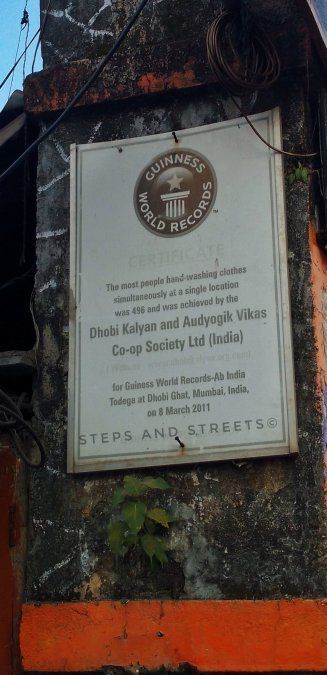 GUINNESS
WORLD RECORDS
TM
CERTIFICATE
The most people hand-washing clothes
simultaneously at a single location
was 496 and was achieved by the
Dhobi Kalyan and Audyogik Vikas
Co-op Society Ltd (India)
for Guiness World Records-Ab India
Todega at Dhobi Ghat, Mumbai, India,
on 8 March 2011
STEPS AND STREETS©